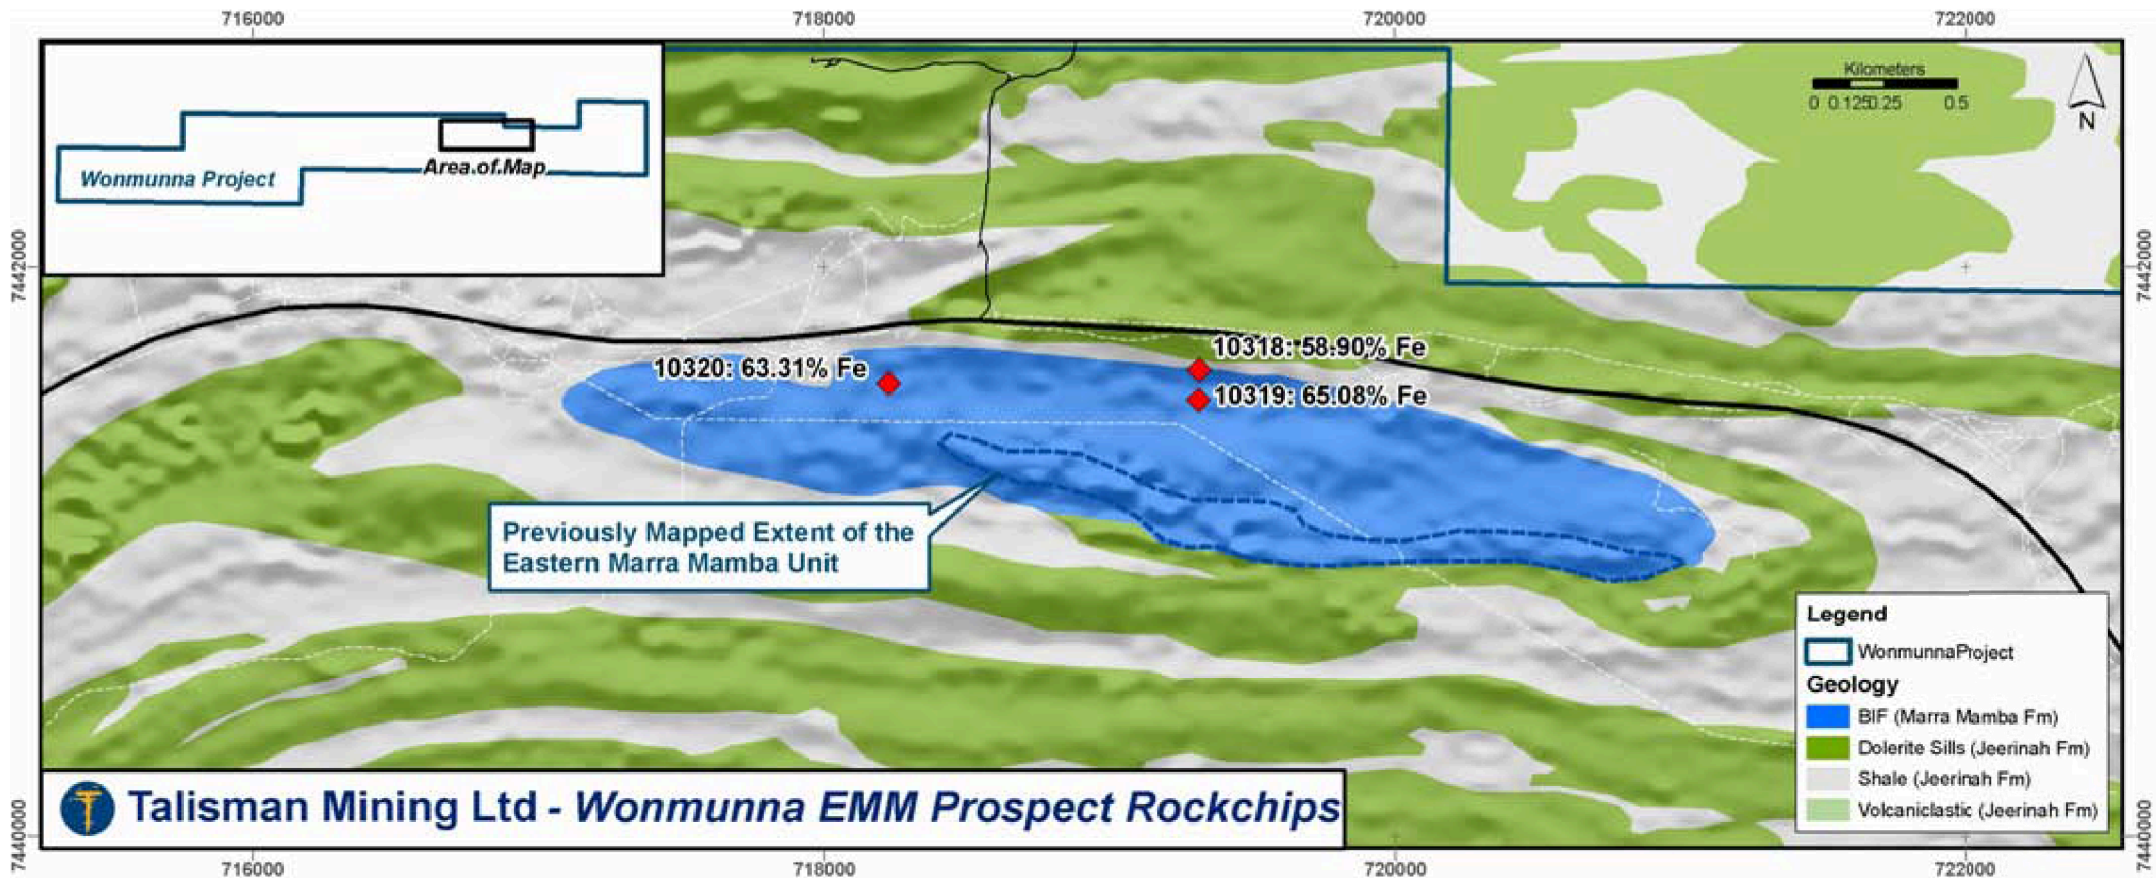 716000
718000
720000
722000
Kilometers
0 0.125 0.25 0.5
N
Wonmunna Project
Area of Map
7442000
7442000
10318: 58.90% Fe
10320: 63.31% Fe
10319: 65.08% Fe
Previously Mapped Extent of the
Eastern Marra Mamba Unit
Legend
WonmunnaProject
Geology
BIF (Marra Mamba Fm)
Dolerite Sills (Jeerinah Fm)
Shale (Jeerinah Fm)
Volcaniclastic (Jeerinah Fm)
Talisman Mining Ltd - Wonmunna EMM Prospect Rockchips
7440000
7440000
716000
718000
720000
722000